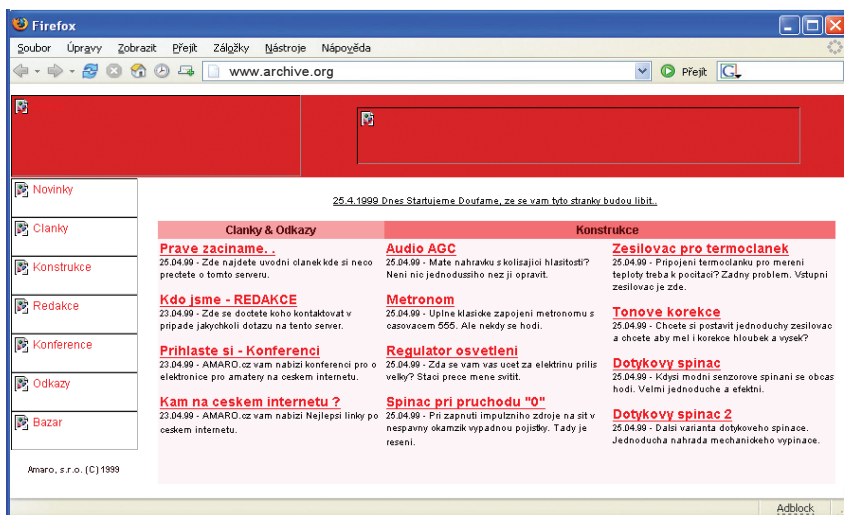 Firefox
Soubor Úpravy Zobrazit Přejít Záložky Nástroje Nápověda
www.archive.org
Přejít
G
Novinky
Clanky
Konstrukce
Redakce
Konference
Odkazy
Bazar
Amaro, s.r.o. (C) 1999
25.4.1999 Dnes Startujeme Doufame, ze se vam tyto stranky budou libit..
Clanky & Odkazy
Prave zaciname. .
25.04.99 - Zde najdete uvodni clanek kde si neco
prectete o tomto serveru.
Kdo jsme - REDAKCE
23.04.99 - Zde se doctete koho kontaktovat v
pripade jakychkoli dotazu na tento server.
Prihlaste si - Konferenci
23.04.99 - AMARO.cz vam nabizi konferenci pro o
elektronice pro amatery na ceskem internetu.
Kam na ceskem internetu ?
23.04.99 - AMARO.cz vam nabizi Nejlepsi linky po
ceskem internetu.
Konstrukce
Audio AGC
25.04.99 - Mate nahravku s kolisajici hlasitosti?
Neni nic jednodussiho nez ji opravit.
Metronom
25.04.99 - Uplne klasicke zapojeni metronomu s
casovacem 555. Ale nekdy se hodi.
Regulator osvetleni
25.04.99 - Zda se vam vas ucet za elektrinu prilis
velky? Staci prece mene svitit.
Spinac pri pruchodu "0"
25.04.99 - Pri zapnuti impulzniho zdroje na sit v
nespavny okamzik vypadnou pojistky. Tady je
reseni.
Zesilovac pro termoclanek
25.04.99 - Pripojeni termoclanku pro mereni
teploty treba k pocitaci? Zadny problem. Vstupni
zesilovac je zde.
Tonove korekce
25.04.99 - Chcete si postavit jednoduchy zesilovac
a chcete aby mel i korekce hloubek a vysek?
Dotykovy spinac
25.04.99 - Kdysi modni senzorove spinani se obcas
hodi. Velmi jednoduche a efektni.
Dotykovy spinac 2
25.04.99 - Dalsi varianta dotykoveho spinace.
Jednoducha nahrada mechanickeho vypinace.
Adblock